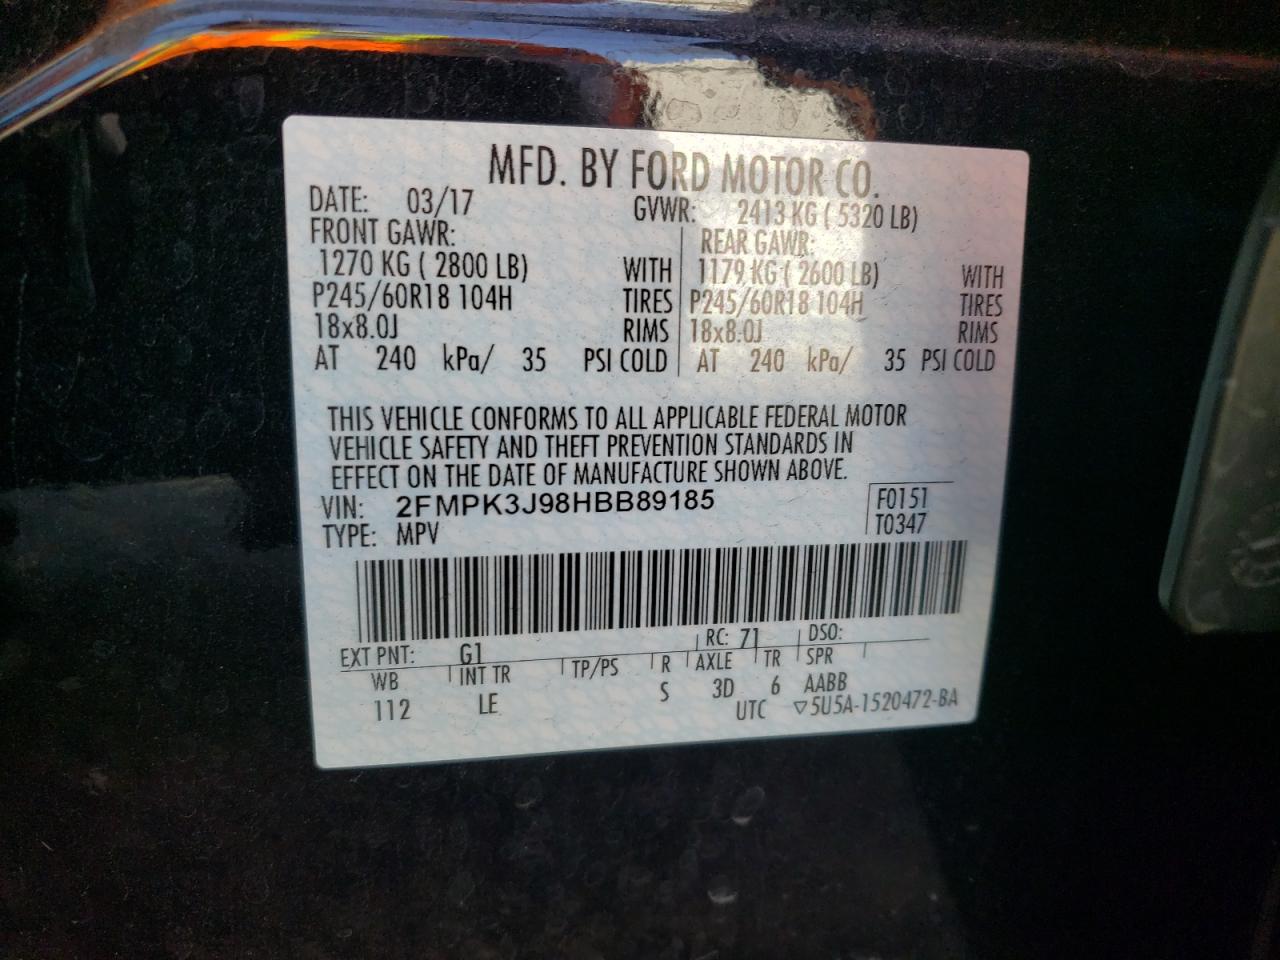 MFD. BY FORD MOTOR CO.
DATE: 03/17 GVWR: 2413 KG ( 5320 LB)
FRONT GAWR: REAR GAWR:
1270 KG ( 2800 LB) WITH 1179 KG ( 2600 LB) WITH
P245/60R18 104H TIRES P245/60R18 104H TIRES
18x8.0J RIMS 18x8.0J RIMS
AT 240 kPa/ 35 PSI COLD AT 240 kPa/ 35 PSI COLD
THIS VEHICLE CONFORMS TO ALL APPLICABLE FEDERAL MOTOR
VEHICLE SAFETY AND THEFT PREVENTION STANDARDS IN
EFFECT ON THE DATE OF MANUFACTURE SHOWN ABOVE.
VIN: 2FMPK3J98HBB89185 F0151
TYPE: MPV T0347
EXT PNT: G1 RC: 71 DSO:
WB INT TR TP/PS R AXLE TR SPR
112 LE S 3D 6 AABB
UTC ▽5U5A-1520472-BA